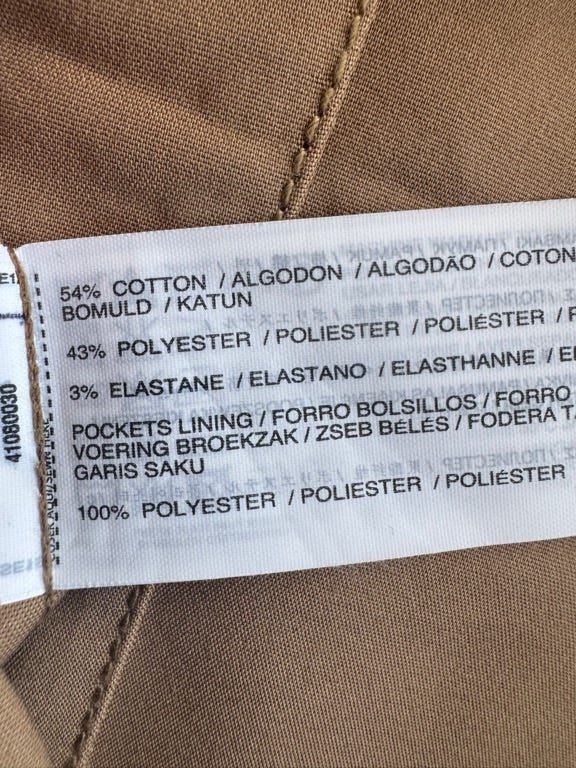 54% COTTON / ALGODON / ALGODÃO / COTON
BOMULD / KATUN
43% POLYESTER / POLIESTER / POLIÉSTER /
3% ELASTANE / ELASTANO / ELASTHANNE /
POCKETS LINING / FORRO BOLSILLOS / FORRO
VOERING BROEKZAK / ZSEB BÉLÉS / FODERA
GARIS SAKU
100% POLYESTER / POLIESTER / POLIÉSTER
41080030